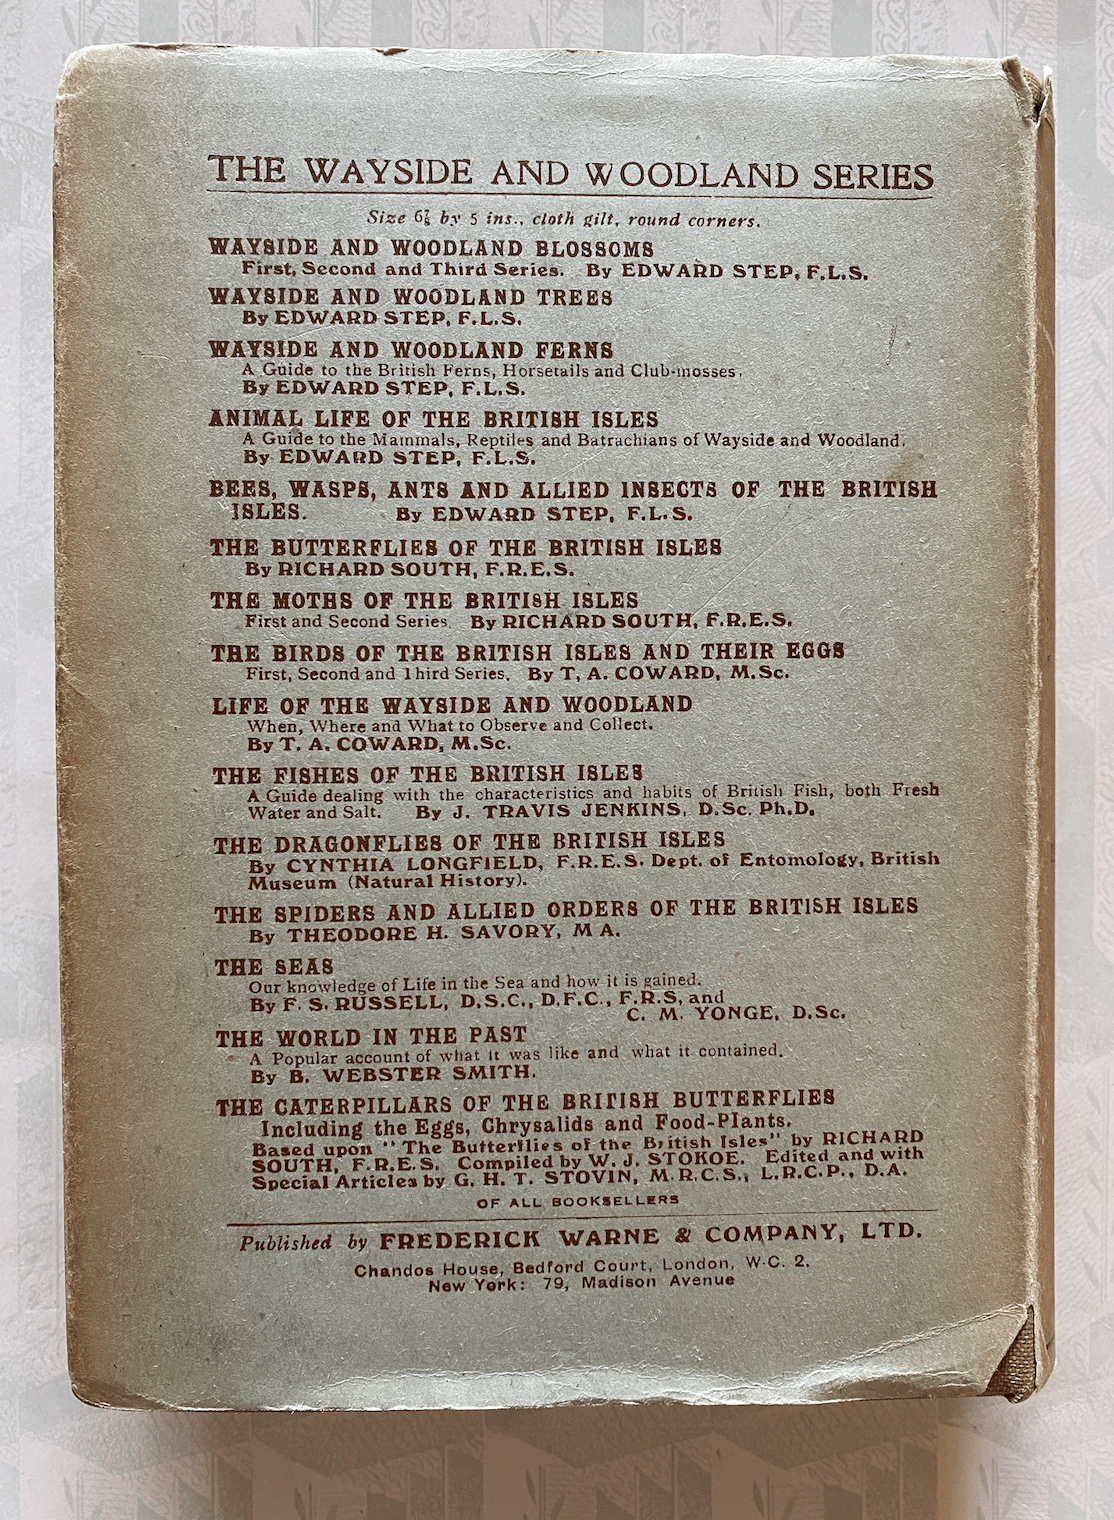 THE WAYSIDE AND WOODLAND SERIES
Size 6⅞ by 5 ins., cloth gilt, round corners.
WAYSIDE AND WOODLAND BLOSSOMS
First, Second and Third Series. By EDWARD STEP, F.L.S.
WAYSIDE AND WOODLAND TREES
By EDWARD STEP, F.L.S.
WAYSIDE AND WOODLAND FERNS
A Guide to the British Ferns, Horsetails and Club-mosses.
By EDWARD STEP, F.L.S.
ANIMAL LIFE OF THE BRITISH ISLES
A Guide to the Mammals, Reptiles and Batrachians of Wayside and Woodland.
By EDWARD STEP, F.L.S.
BEES, WASPS, ANTS AND ALLIED INSECTS OF THE BRITISH
ISLES. By EDWARD STEP, F.L.S.
THE BUTTERFLIES OF THE BRITISH ISLES
By RICHARD SOUTH, F.R.E.S.
THE MOTHS OF THE BRITISH ISLES
First and Second Series. By RICHARD SOUTH, F.R.E.S.
THE BIRDS OF THE BRITISH ISLES AND THEIR EGGS
First, Second and Third Series. By T. A. COWARD, M.Sc.
LIFE OF THE WAYSIDE AND WOODLAND
When, Where and What to Observe and Collect.
By T. A. COWARD, M.Sc.
THE FISHES OF THE BRITISH ISLES
A Guide dealing with the characteristics and habits of British Fish, both Fresh
Water and Salt. By J. TRAVIS JENKINS, D.Sc. Ph.D.
THE DRAGONFLIES OF THE BRITISH ISLES
By CYNTHIA LONGFIELD, F.R.E.S. Dept. of Entomology, British
Museum (Natural History).
THE SPIDERS AND ALLIED ORDERS OF THE BRITISH ISLES
By THEODORE H. SAVORY, M A.
THE SEAS
Our knowledge of Life in the Sea and how it is gained.
By F. S. RUSSELL, D.S.C., D.F.C., F.R.S, and
C. M. YONGE, D.Sc.
THE WORLD IN THE PAST
A Popular account of what it was like and what it contained.
By B. WEBSTER SMITH.
THE CATERPILLARS OF THE BRITISH BUTTERFLIES
Including the Eggs, Chrysalids and Food-Plants.
Based upon "The Butterflies of the British Isles" by RICHARD
SOUTH, F.R.E.S. Compiled by W. J. STOKOE. Edited and with
Special Articles by G. H. T. STOVIN, M.R.C.S., L.R.C.P., D.A.
OF ALL BOOKSELLERS
Published by FREDERICK WARNE & COMPANY, LTD.
Chandos House, Bedford Court, London, W.C. 2.
New York: 79, Madison Avenue